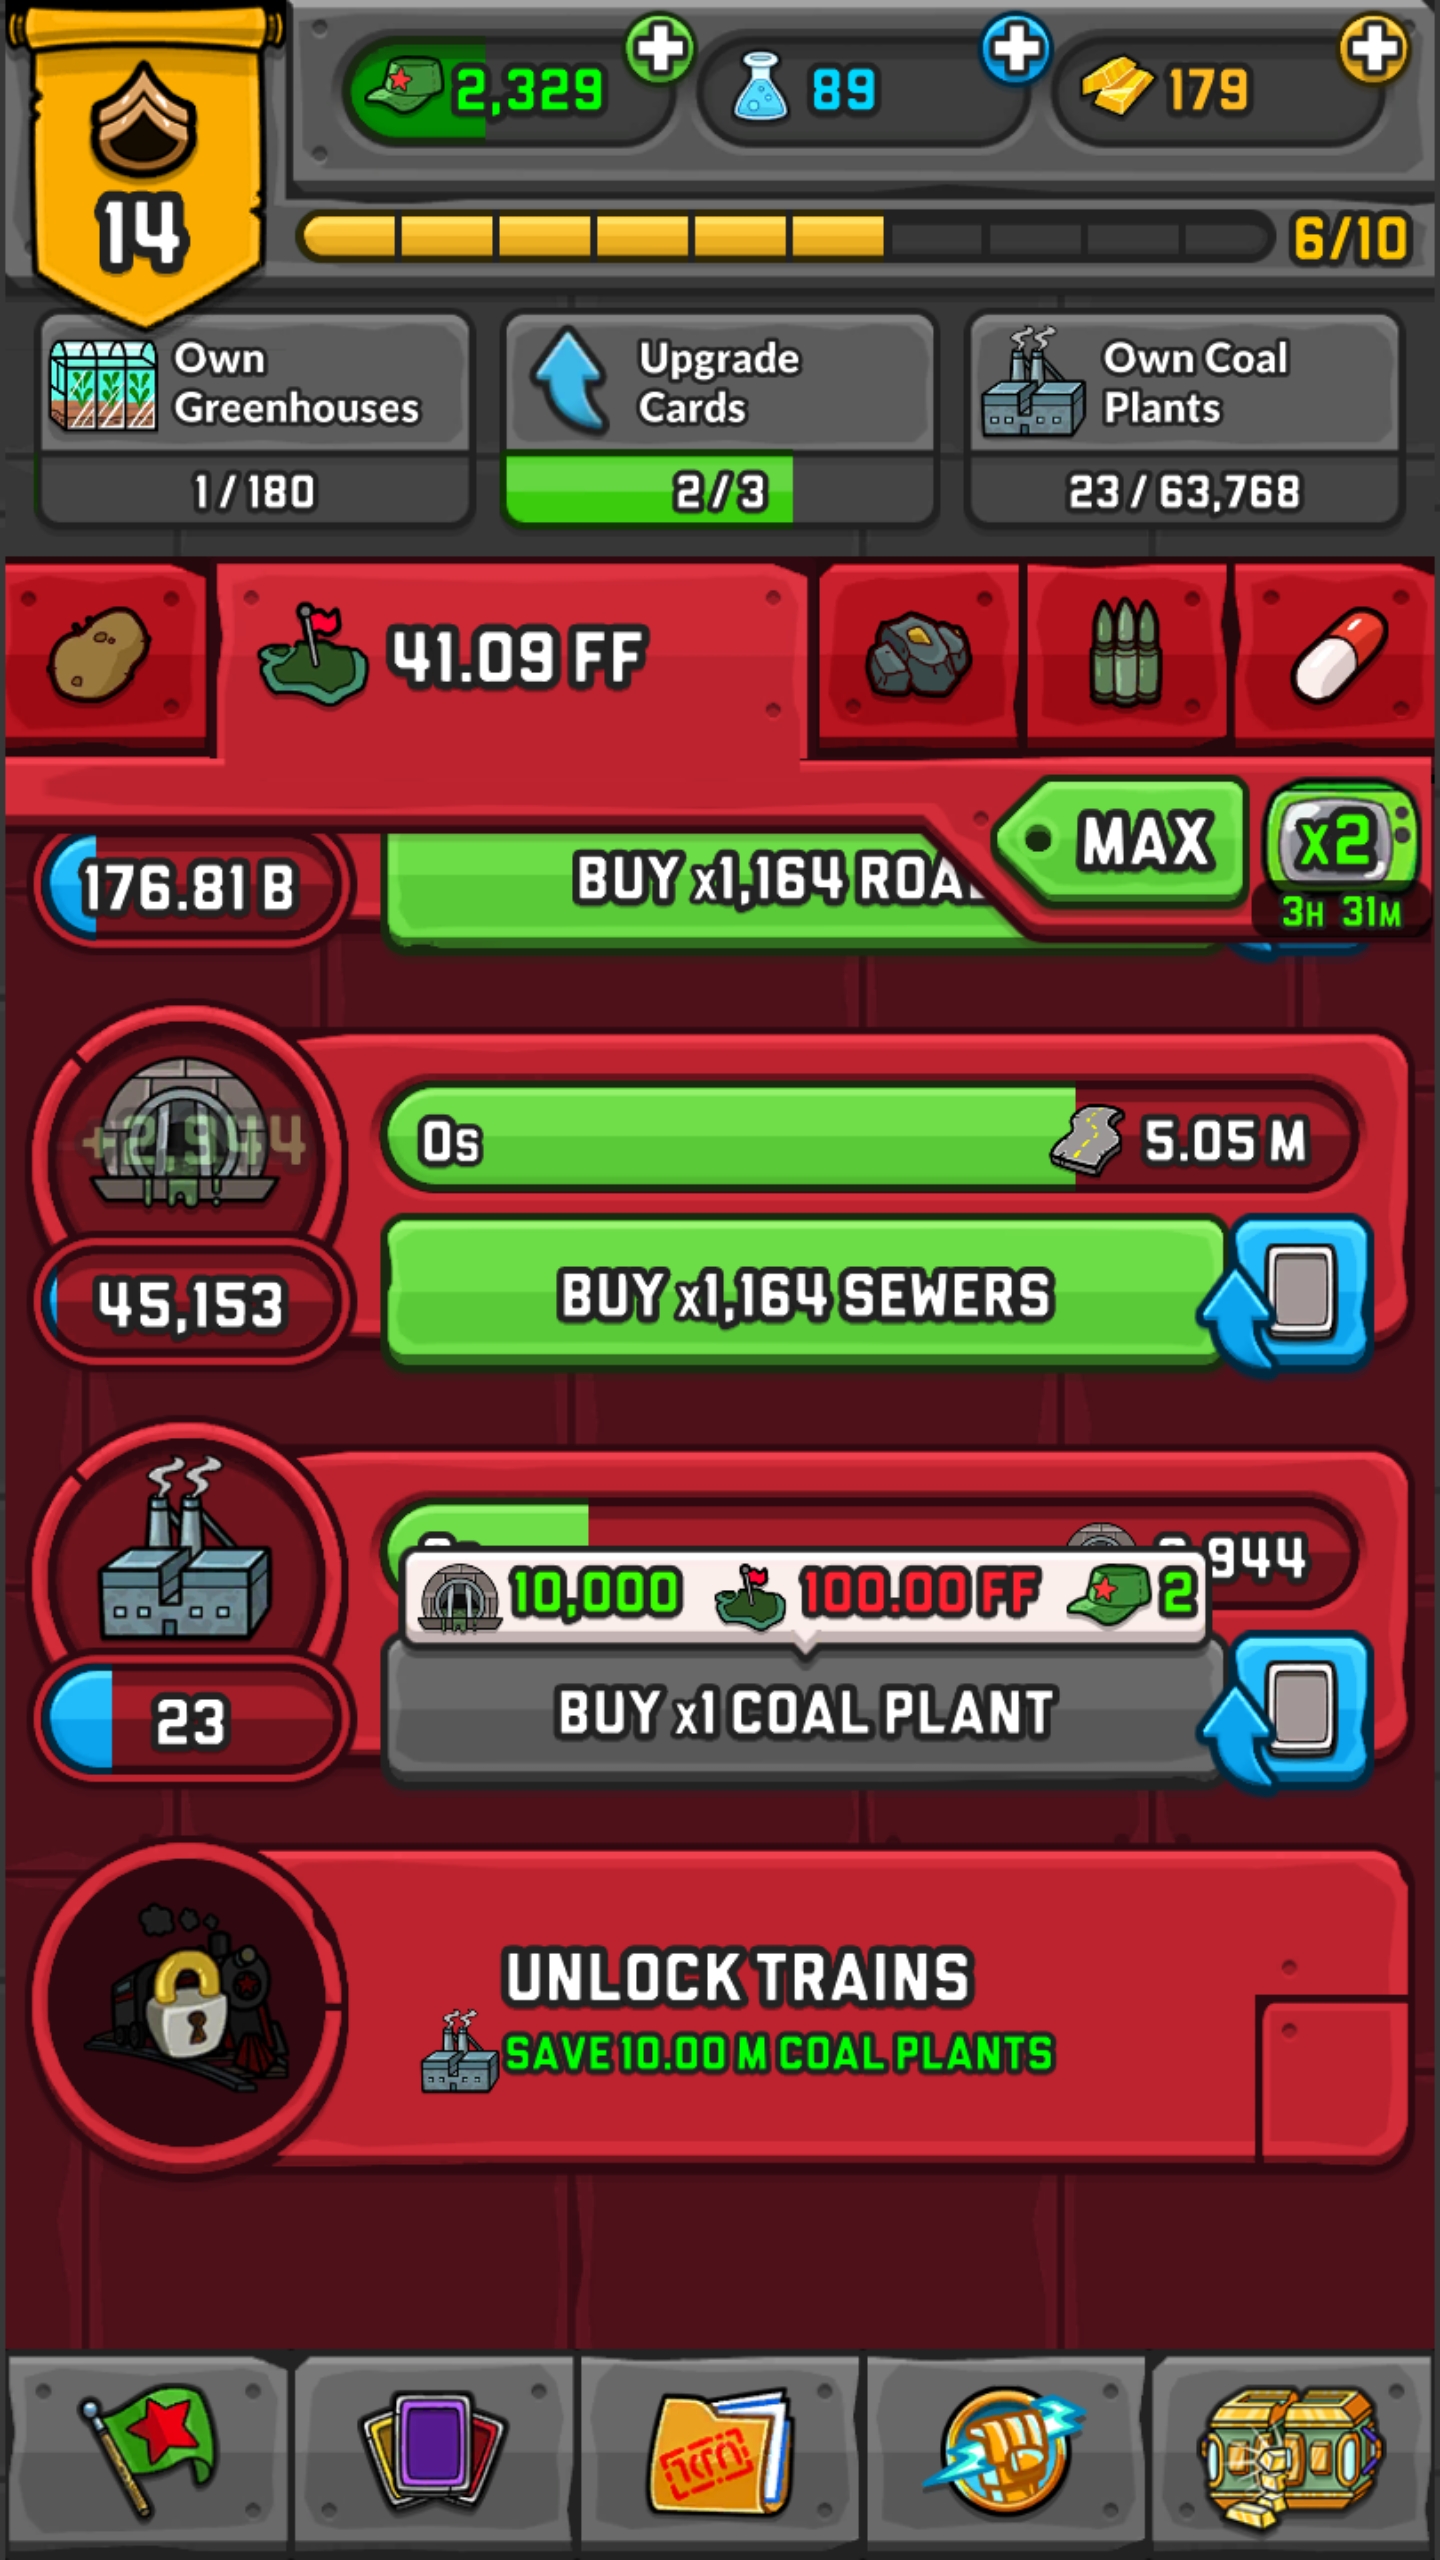 2,329
89
179
14
6/10
Own
Greenhouses
1/180
Upgrade
Cards
2/3
Own Coal
Plants
23/63,768
41.09 FF
MAX
x2
3H 31M
176.81 B
BUY x1,164
+2,944
0s
5.05 M
45,153
BUY x1,164 SEWERS
944
10,000
100.00 FF
2
23
BUY x1 COAL PLANT
UNLOCK TRAINS
SAVE 10.00 M COAL PLANTS